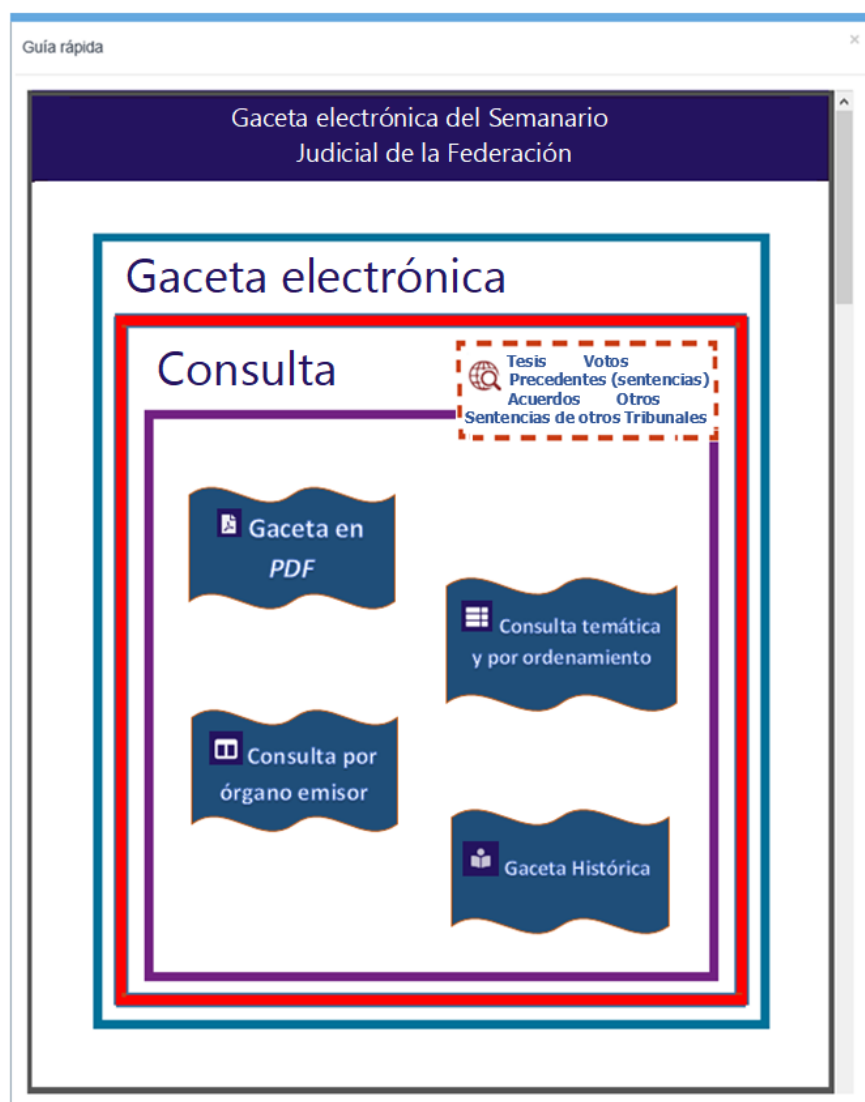 Guía rápida
Gaceta electrónica del Semanario
Judicial de la Federación
Gaceta electrónica
Consulta
Tesis Votos
Precedentes (sentencias)
Acuerdos Otros
Sentencias de otros Tribunales
Gaceta en
PDF
Consulta temática
y por ordenamiento
Consulta por
órgano emisor
Gaceta Histórica